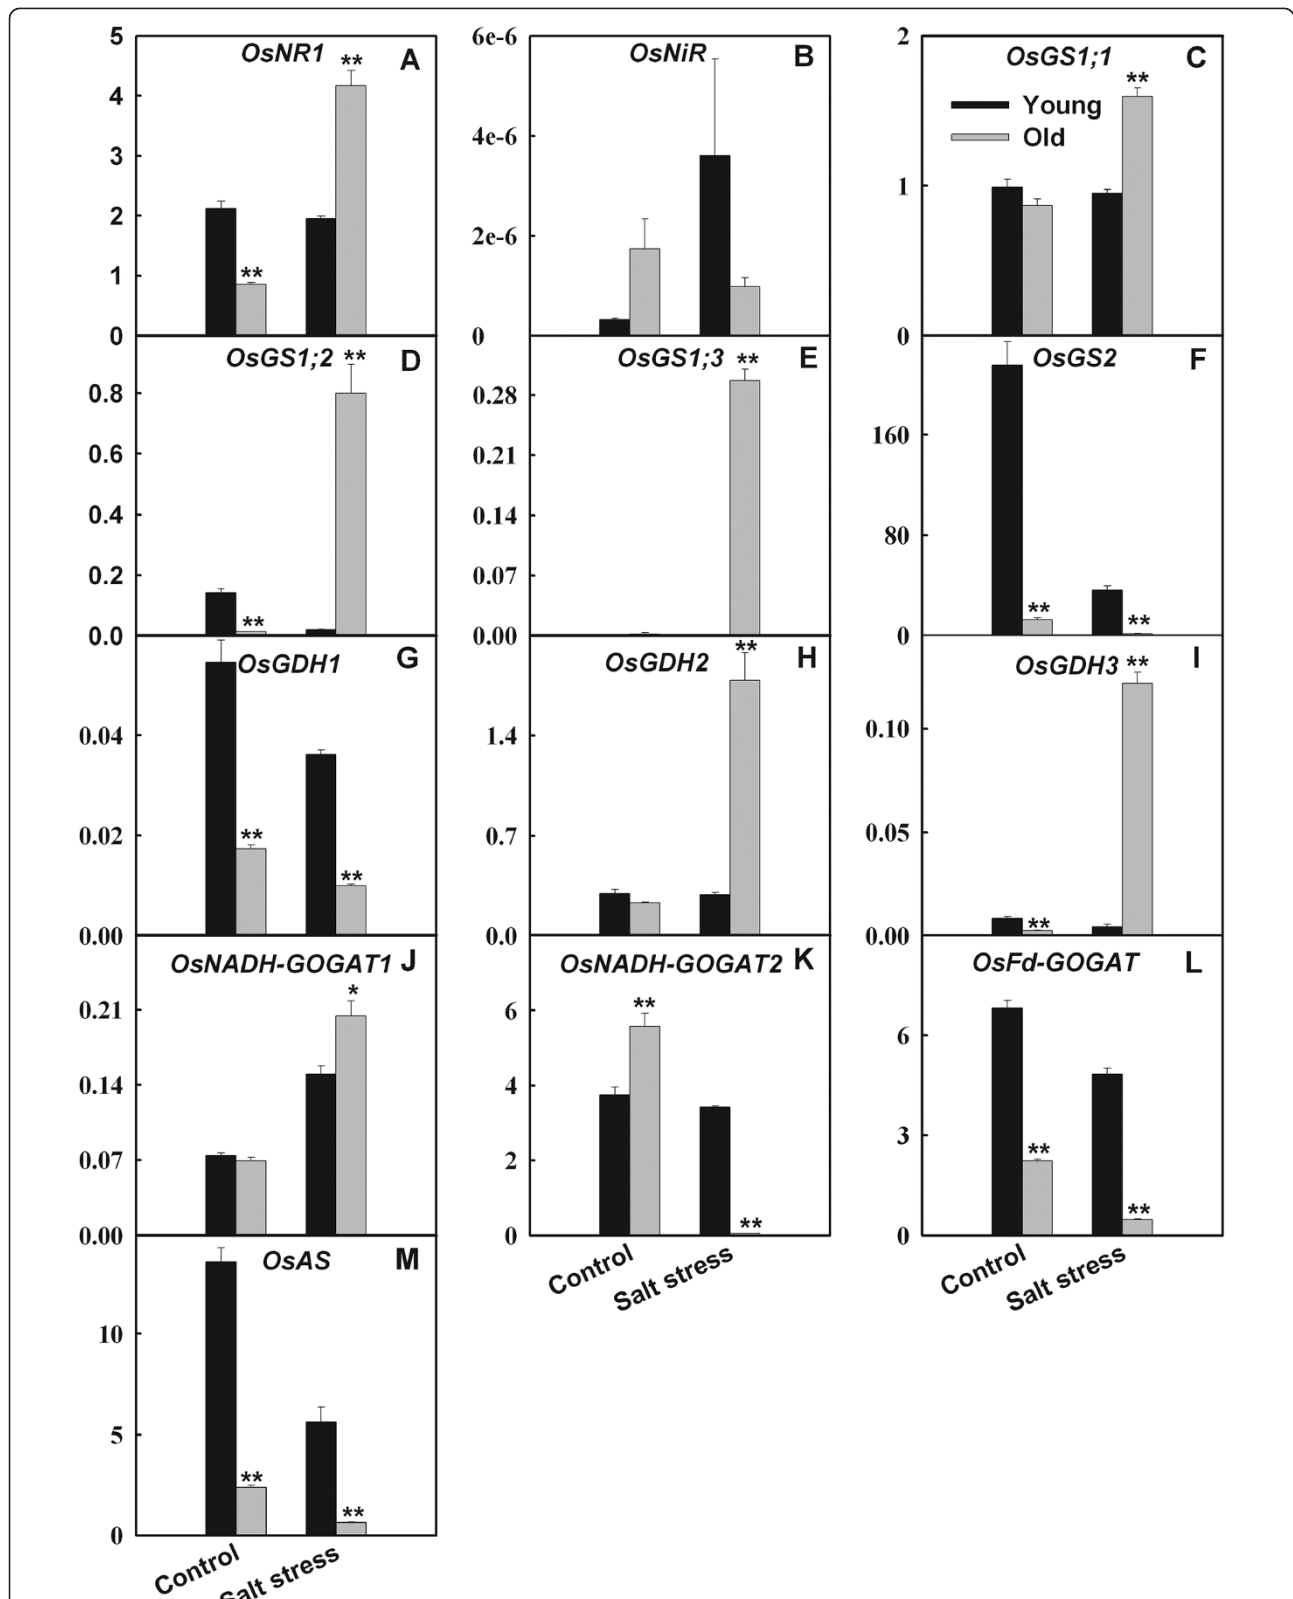 OsNR1 A
5
4
3
2
1
0
**
**
OsNiR B
6e-6
4e-6
2e-6
0
OsGS1;1 C
2
1
0
Young
Old
**
OsGS1;2 D
0.8
0.6
0.4
0.2
0.0
**
**
OsGS1;3 E
0.28
0.21
0.14
0.07
0.00
**
OsGS2 F
160
80
0
**
**
OsGDH1 G
0.04
0.02
0.00
**
**
OsGDH2 H
1.4
0.7
0.0
**
OsGDH3 I
0.10
0.05
0.00
**
**
OsNADH-GOGAT1 J
0.21
0.14
0.07
0.00
*
OsNADH-GOGAT2 K
6
4
2
0
**
**
Control
Salt stress
OsFd-GOGAT L
6
3
0
**
**
Control
Salt stress
OsAS M
10
5
0
**
**
Control
Salt stress